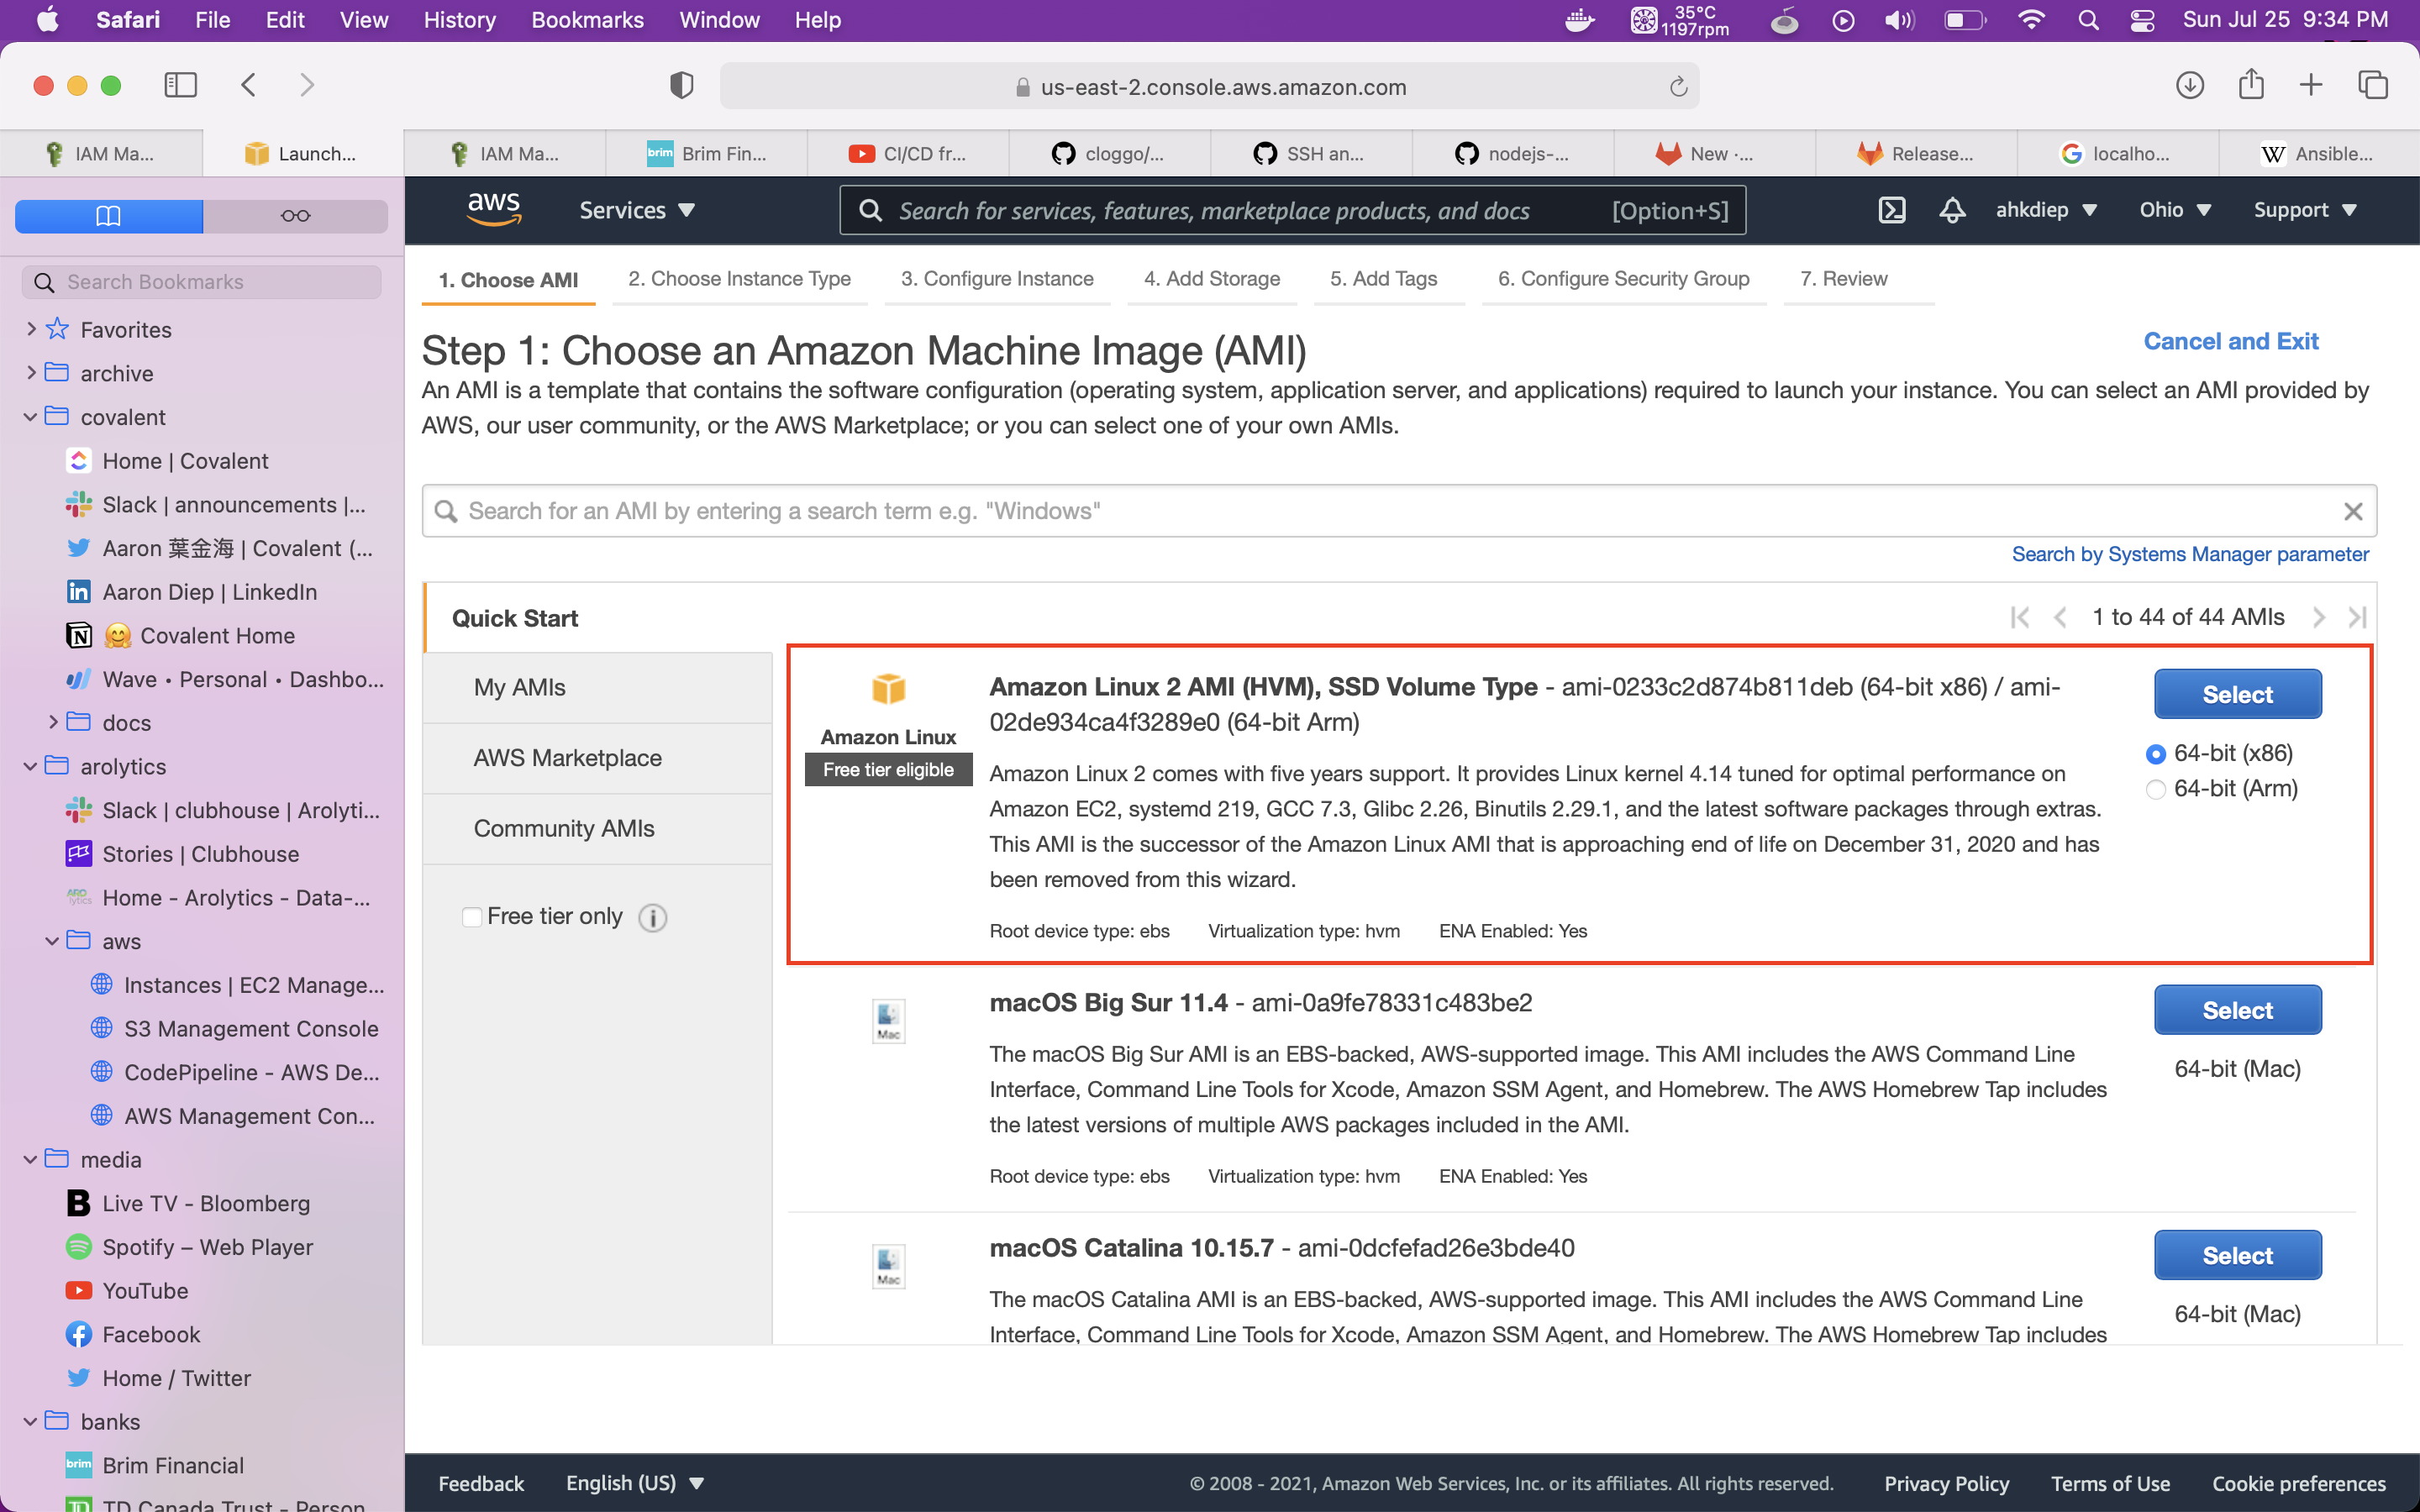 Safari File Edit View History Bookmarks Window Help 35°C 1197rpm Sun Jul 25 9:34 PM
us-east-2.console.aws.amazon.com
IAM Ma... Launch... IAM Ma... brim Brim Fin... CI/CD fr... cloggo/... SSH an... nodejs-... New ·... Release... localho... W Ansible...
aws Services Search for services, features, marketplace products, and docs [Option+S] ahkdiep Ohio Support
Search Bookmarks
Favorites
archive
covalent
Home | Covalent
Slack | announcements |...
Aaron 葉金海 | Covalent (...
in Aaron Diep | LinkedIn
🤗 Covalent Home
Wave • Personal • Dashbo...
docs
arolytics
Slack | clubhouse | Arolyti...
Stories | Clubhouse
Home - Arolytics - Data-...
aws
Instances | EC2 Manage...
S3 Management Console
CodePipeline - AWS De...
AWS Management Con...
media
B Live TV - Bloomberg
Spotify – Web Player
YouTube
Facebook
Home / Twitter
banks
brim Brim Financial
TD Canada Trust - Person
1. Choose AMI 2. Choose Instance Type 3. Configure Instance 4. Add Storage 5. Add Tags 6. Configure Security Group 7. Review
Step 1: Choose an Amazon Machine Image (AMI)
Cancel and Exit
An AMI is a template that contains the software configuration (operating system, application server, and applications) required to launch your instance. You can select an AMI provided by
AWS, our user community, or the AWS Marketplace; or you can select one of your own AMIs.
Search for an AMI by entering a search term e.g. "Windows"
Search by Systems Manager parameter
Quick Start
1 to 44 of 44 AMIs
My AMIs
AWS Marketplace
Community AMIs
Free tier only
Amazon Linux
Free tier eligible
Amazon Linux 2 AMI (HVM), SSD Volume Type - ami-0233c2d874b811deb (64-bit x86) / ami-
02de934ca4f3289e0 (64-bit Arm)
Amazon Linux 2 comes with five years support. It provides Linux kernel 4.14 tuned for optimal performance on
Amazon EC2, systemd 219, GCC 7.3, Glibc 2.26, Binutils 2.29.1, and the latest software packages through extras.
This AMI is the successor of the Amazon Linux AMI that is approaching end of life on December 31, 2020 and has
been removed from this wizard.
Root device type: ebs Virtualization type: hvm ENA Enabled: Yes
Select
64-bit (x86)
64-bit (Arm)
Mac
macOS Big Sur 11.4 - ami-0a9fe78331c483be2
The macOS Big Sur AMI is an EBS-backed, AWS-supported image. This AMI includes the AWS Command Line
Interface, Command Line Tools for Xcode, Amazon SSM Agent, and Homebrew. The AWS Homebrew Tap includes
the latest versions of multiple AWS packages included in the AMI.
Root device type: ebs Virtualization type: hvm ENA Enabled: Yes
Select
64-bit (Mac)
Mac
macOS Catalina 10.15.7 - ami-0dcfefad26e3bde40
The macOS Catalina AMI is an EBS-backed, AWS-supported image. This AMI includes the AWS Command Line
Interface, Command Line Tools for Xcode, Amazon SSM Agent, and Homebrew. The AWS Homebrew Tap includes
Select
64-bit (Mac)
Feedback English (US) © 2008 - 2021, Amazon Web Services, Inc. or its affiliates. All rights reserved. Privacy Policy Terms of Use Cookie preferences